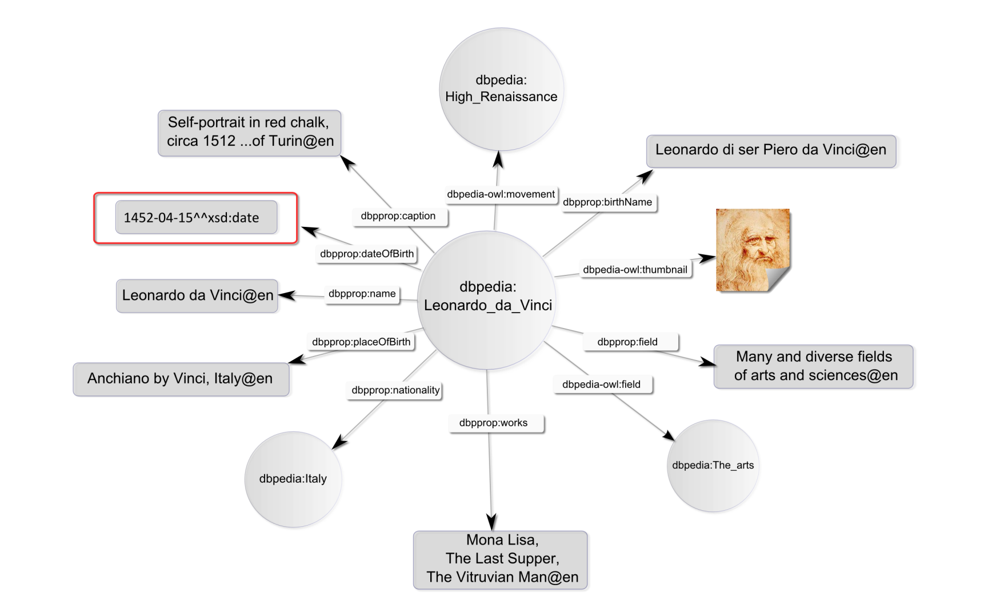 dbpedia:
High_Renaissance
Self-portrait in red chalk,
circa 1512 ...of Turin@en
Leonardo di ser Piero da Vinci@en
dbpedia-owl:movement
dbpprop:birthName
dbpprop:caption
1452-04-15^^xsd:date
dbpprop:dateOfBirth
dbpedia-owl:thumbnail
dbpedia:
Leonardo_da_Vinci
Leonardo da Vinci@en
dbpprop:name
dbpprop:placeOfBirth
dbpprop:field
Many and diverse fields
of arts and sciences@en
Anchiano by Vinci, Italy@en
dbpprop:nationality
dbpedia-owl:field
dbpprop:works
dbpedia:The_arts
dbpedia:Italy
Mona Lisa,
The Last Supper,
The Vitruvian Man@en